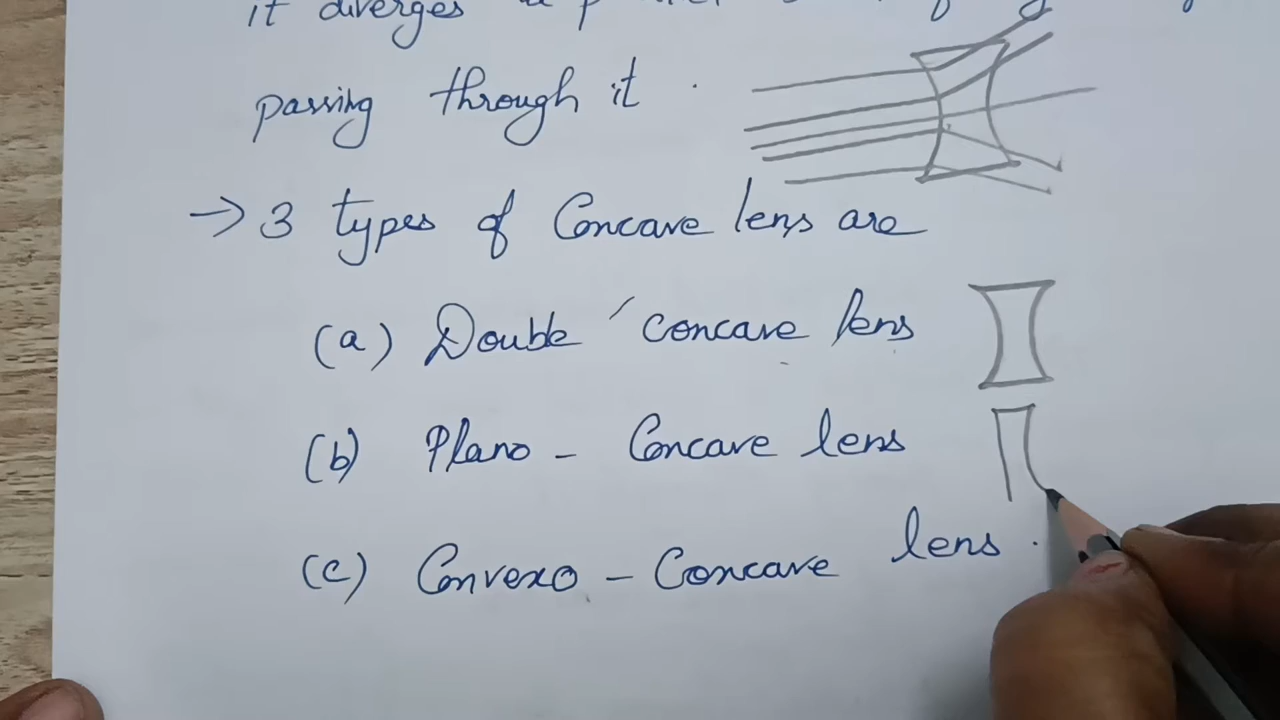 it diverges
passing through it .
→ 3 types of Concave lens are
(a) Double concave lens
(b) Plano - Concave lens
(c) Convexo - Concave lens .